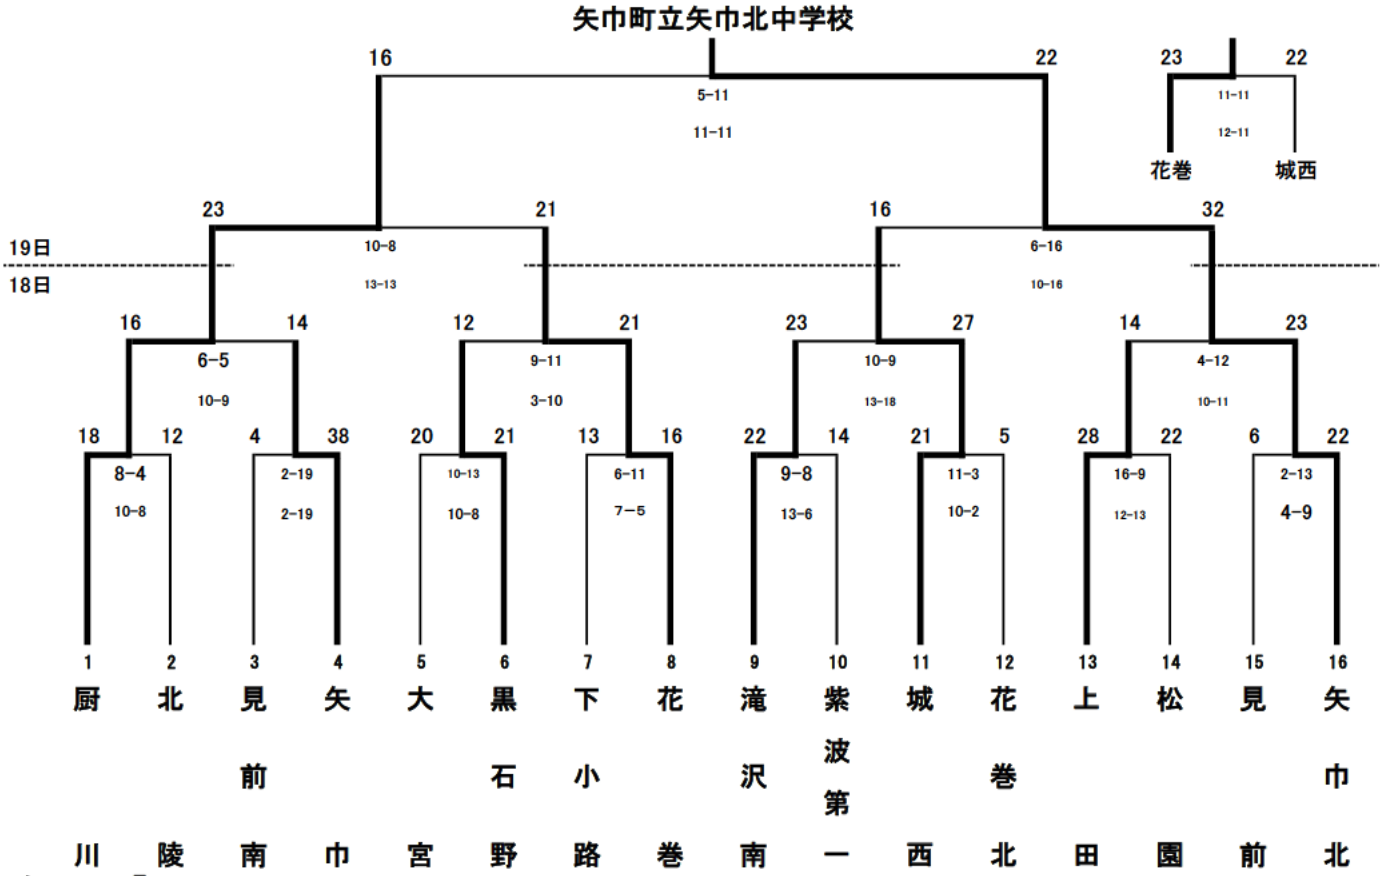 矢巾町立矢巾北中学校
16 22 23 22
5-11 11-11
11-11 12-11
花巻 城西
23 21 16 32
19日 10-8 6-16
18日 13-13 10-16
16 14 12 21 23 27 14 23
6-5 9-11 10-9 4-12
10-9 3-10 13-18 10-11
18 12 4 38 20 21 13 16 22 14 21 5 28 22 6 22
8-4 2-19 10-13 6-11 9-8 11-3 16-9 2-13
10-8 2-19 10-8 7-5 13-6 10-2 12-13 4-9
1 2 3 4 5 6 7 8 9 10 11 12 13 14 15 16
厨川
北陵
見前南
矢巾
大宮
黒石野
下小路
花巻
滝沢南
紫波第一
城西
花巻北
上田
松園
見前
矢巾北